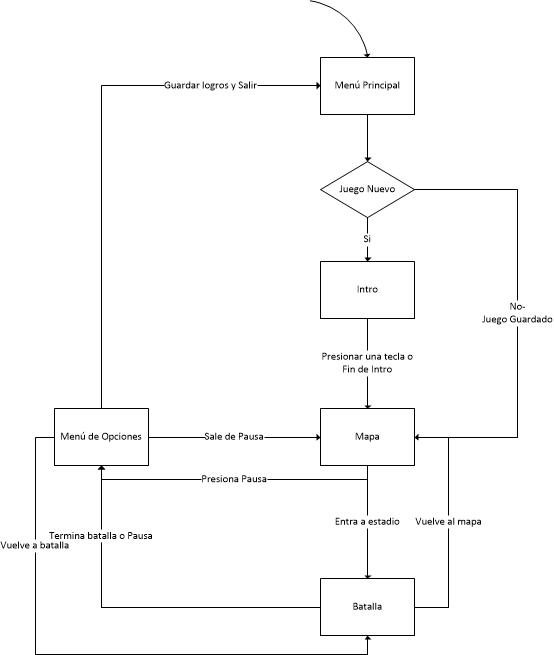 Guardar logros y Salir
Menú Principal
Juego Nuevo
Si
Intro
No-
Juego Guardado
Presionar una tecla o
Fin de Intro
Menú de Opciones
Sale de Pausa
Mapa
Presiona Pausa
Entra a estadio
Vuelve al mapa
Termina batalla o Pausa
Vuelve a batalla
Batalla